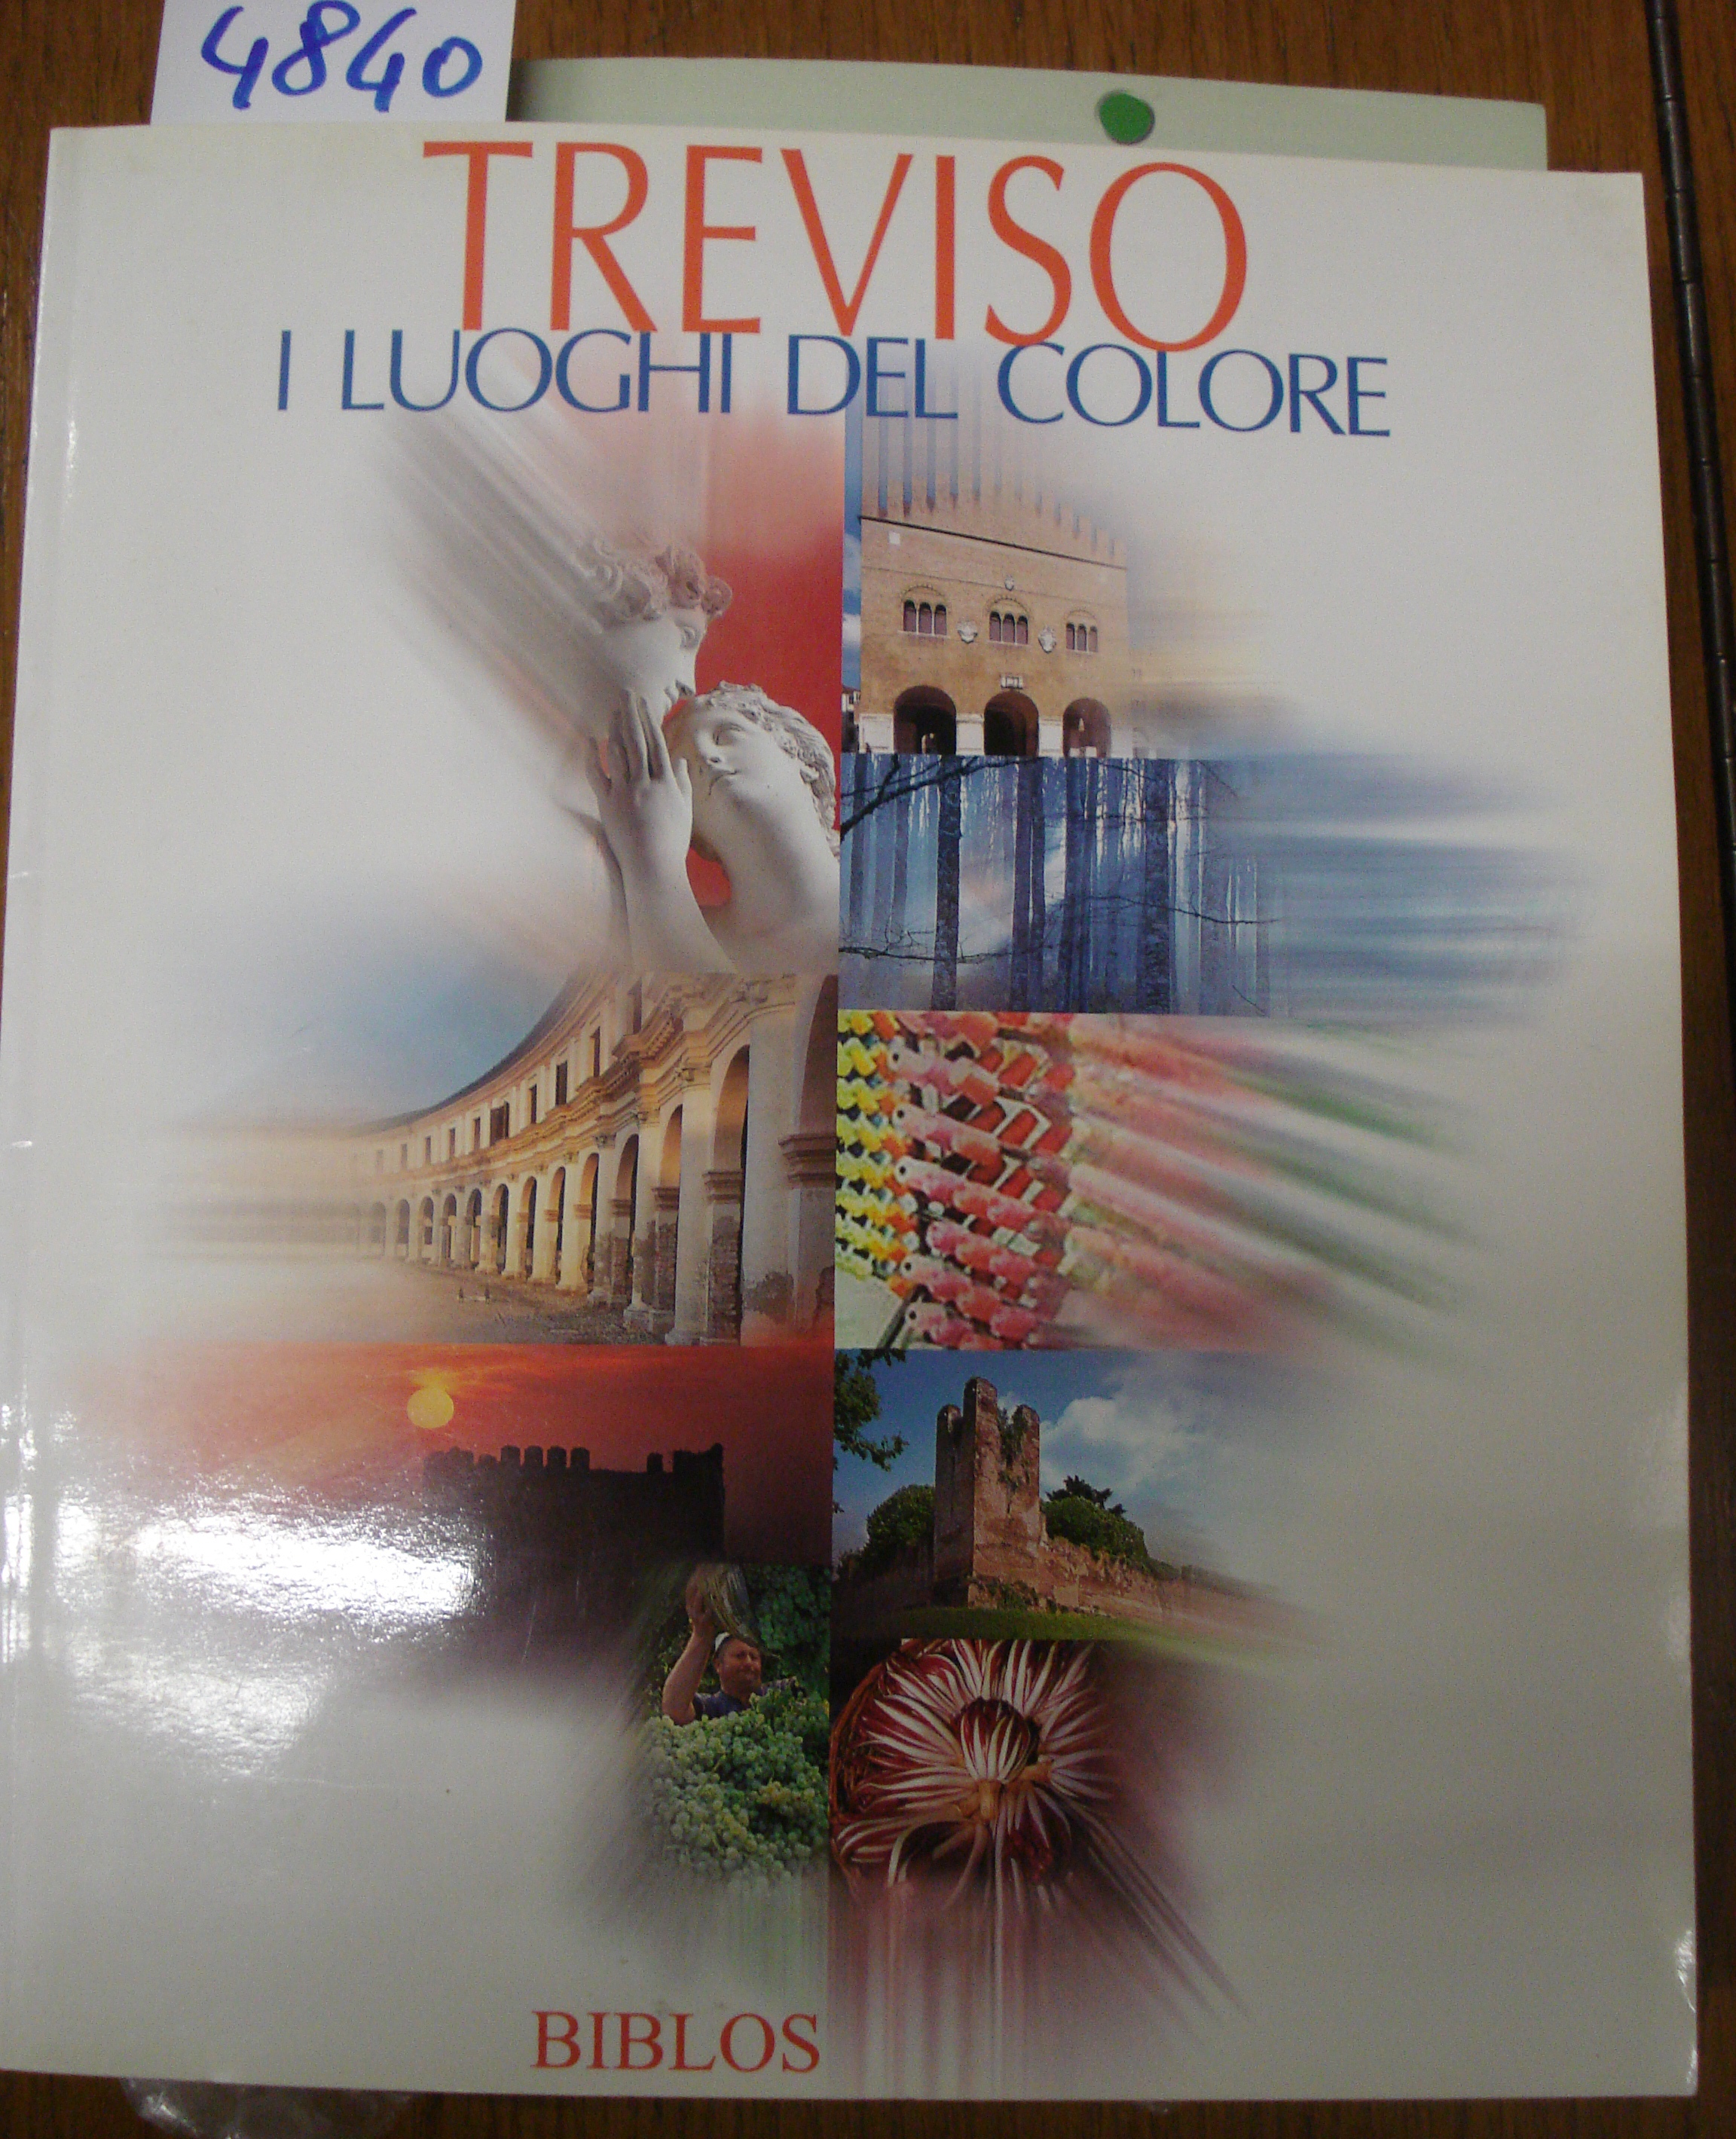 4840
TREVISO
I LUOGHI DEL COLORE
BIBLOS